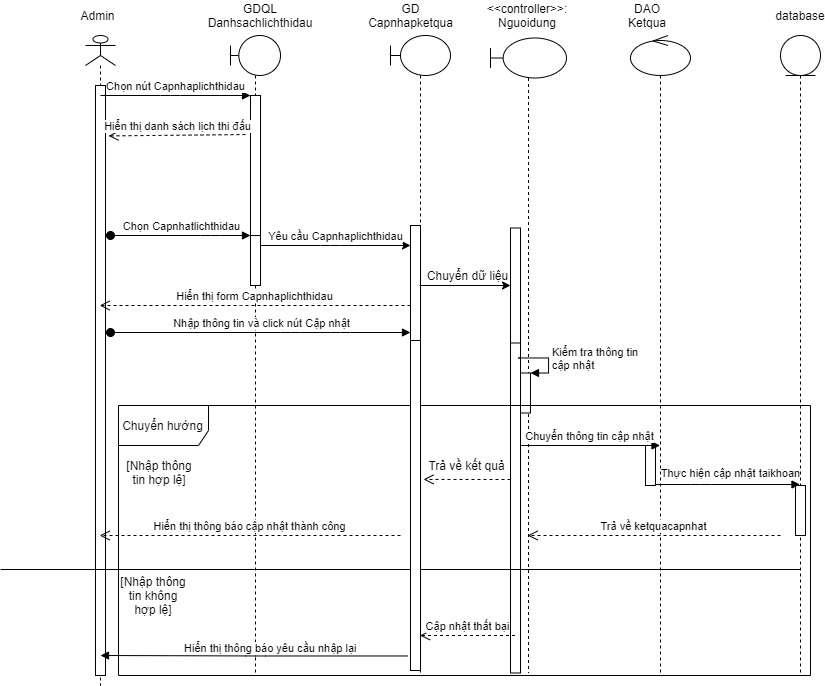 Admin
GDQL
Danhsachlichthidau
GD
Capnhapketqua
<<controller>>:
Nguoidung
DAO
Ketqua
database
Chọn nút Capnhaplichthidau
Hiển thị danh sách lịch thi đấu
Chọn Capnhatlichthidau
Yêu cầu Capnhaplichthidau
Chuyển dữ liệu
Hiển thị form Capnhaplichthidau
Nhập thông tin và click nút Cập nhật
Kiểm tra thông tin
cập nhật
Chuyển hướng
Chuyển thông tin cập nhật
[Nhập thông
tin hợp lệ]
Trả về kết quả
Thực hiện cập nhật taikhoan
Hiển thị thông báo cập nhật thành công
Trả về ketquacapnhat
[Nhập thông
tin không
hợp lệ]
Cập nhật thất bại
Hiển thị thông báo yêu cầu nhập lại